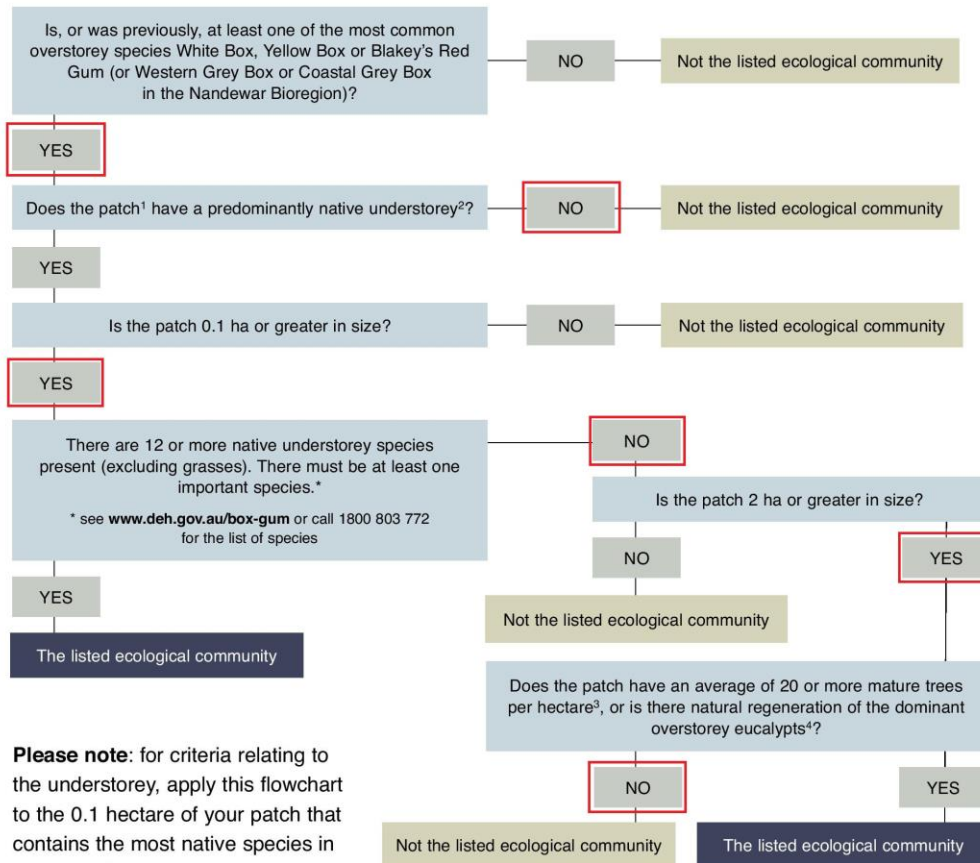 Is, or was previously, at least one of the most common
overstorey species White Box, Yellow Box or Blakey's Red
Gum (or Western Grey Box or Coastal Grey Box
in the Nandewar Bioregion)?
NO
Not the listed ecological community
YES
Does the patch¹ have a predominantly native understorey²?
NO
Not the listed ecological community
YES
Is the patch 0.1 ha or greater in size?
NO
Not the listed ecological community
YES
There are 12 or more native understorey species
present (excluding grasses). There must be at least one
important species.*
* see www.deh.gov.au/box-gum or call 1800 803 772
for the list of species
NO
Is the patch 2 ha or greater in size?
YES
The listed ecological community
NO
Not the listed ecological community
YES
Does the patch have an average of 20 or more mature trees
per hectare³, or is there natural regeneration of the dominant
overstorey eucalypts⁴?
NO
Not the listed ecological community
YES
The listed ecological community
Please note: for criteria relating to
the understorey, apply this flowchart
to the 0.1 hectare of your patch that
contains the most native species in